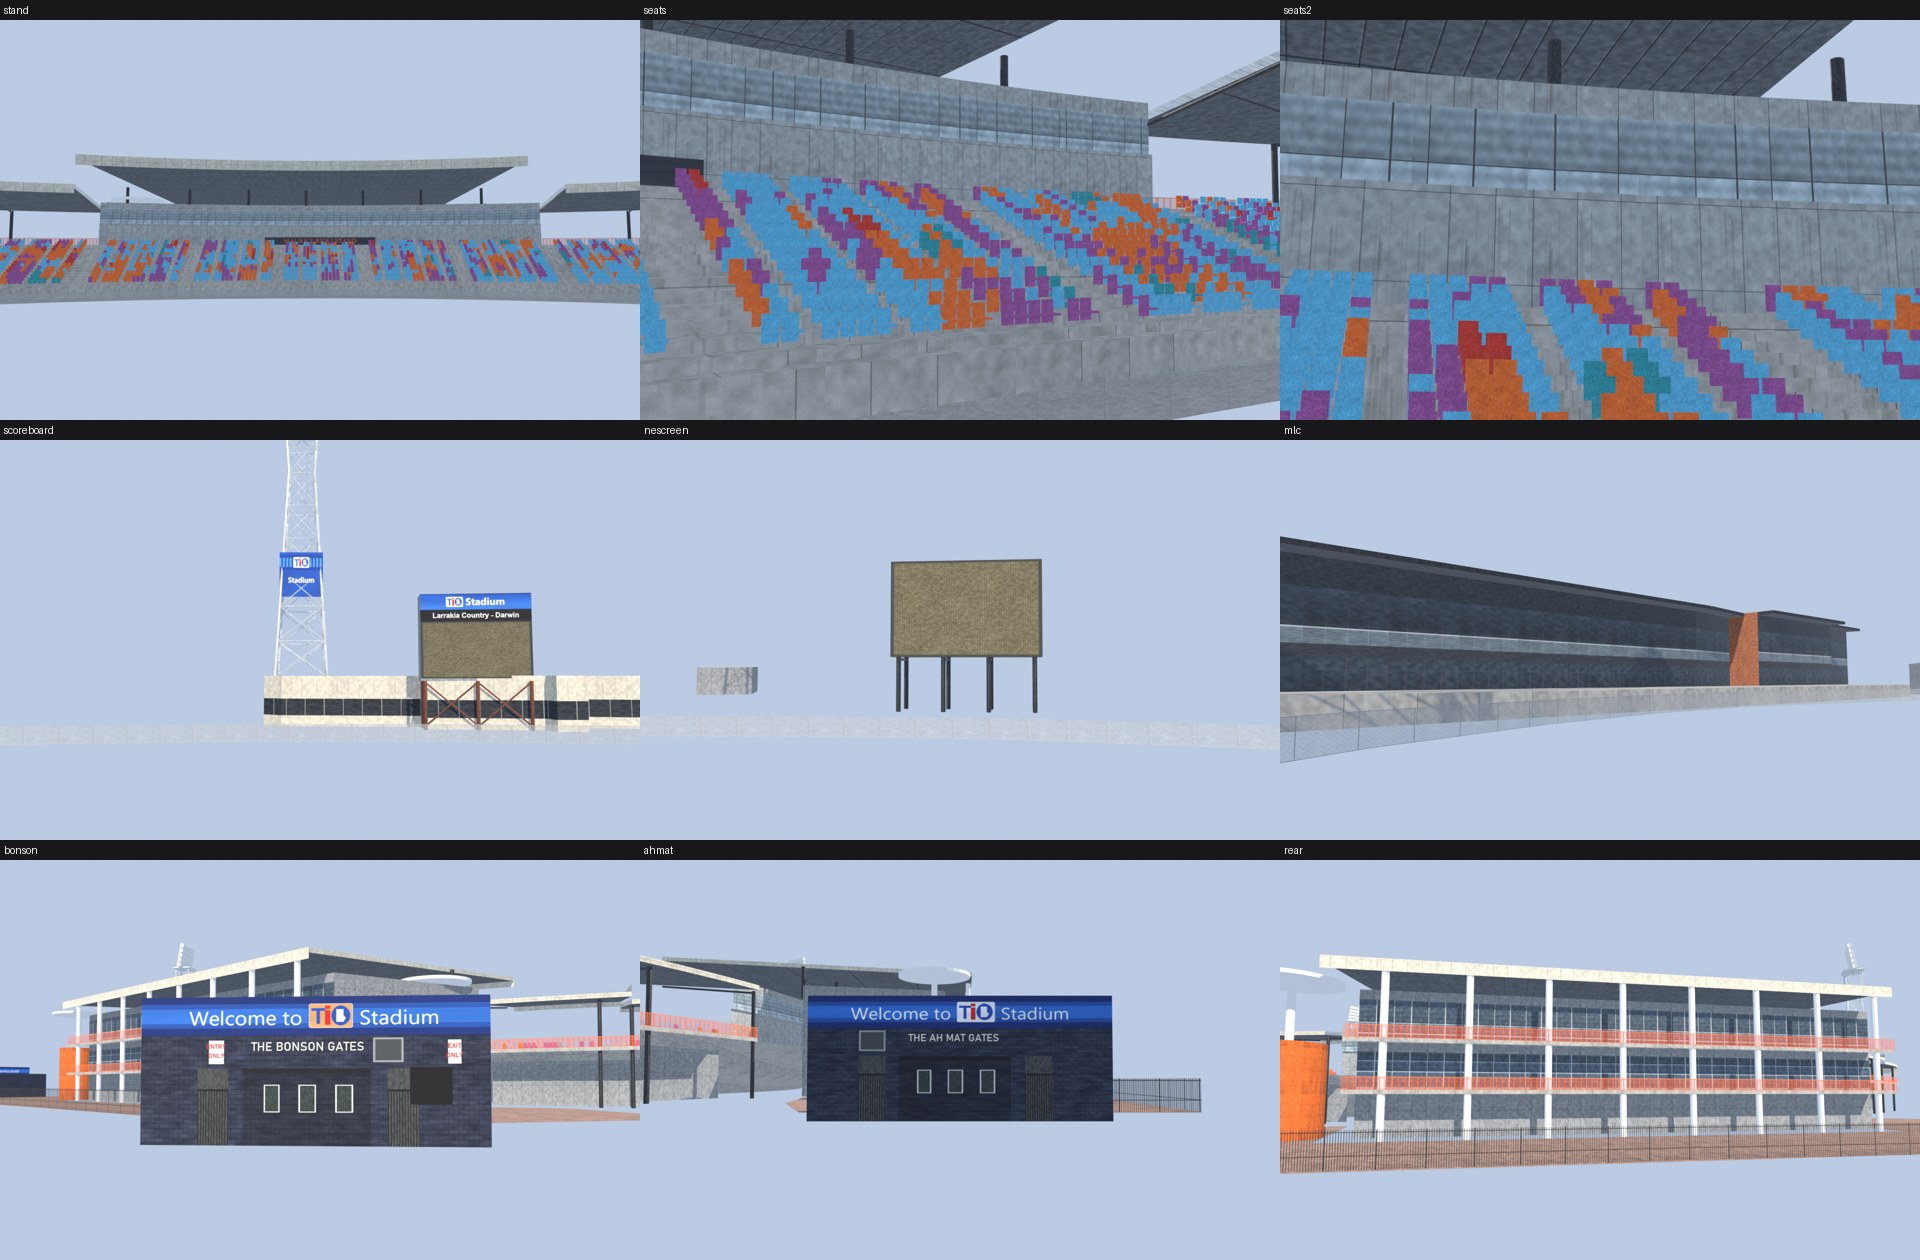 stand
seats
seats2
scoreboard
nescreen
mlc
TiO
Stadium
TiO Stadium
Larrakia Country - Darwin
bonson
ahmat
rear
Welcome to TiO Stadium
THE BONSON GATES
ENTRY
ONLY
EXIT
ONLY
Welcome to TiO Stadium
THE AH MAT GATES